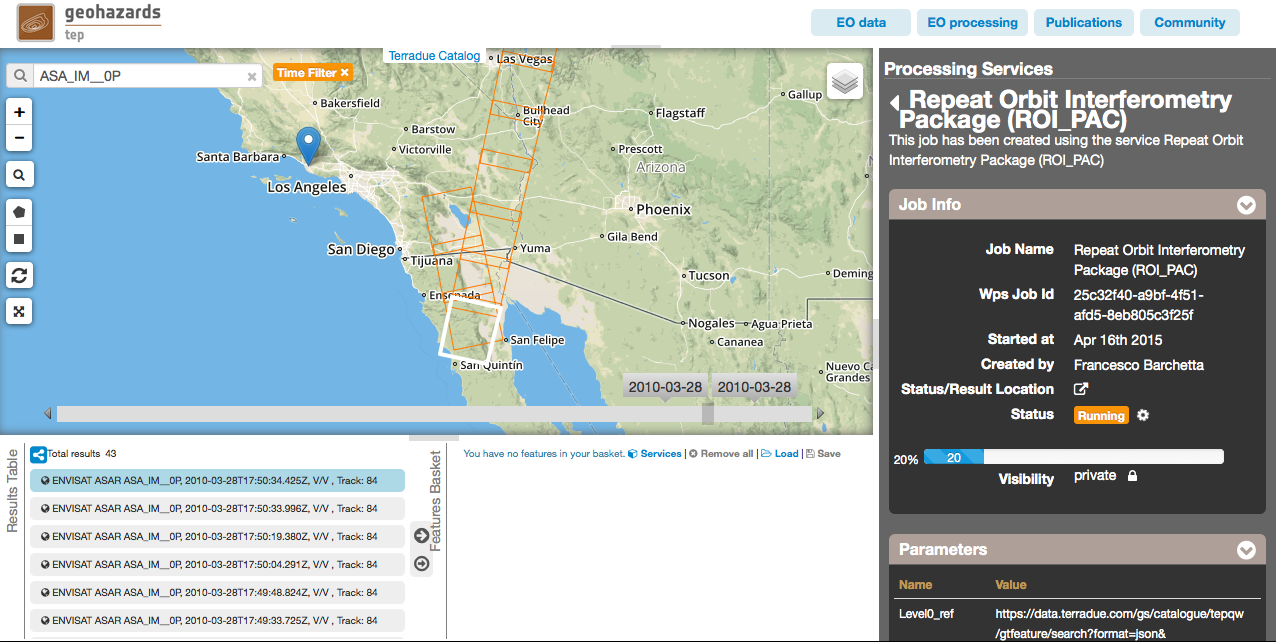 geohazards
tep
EO data
EO processing
Publications
Community
ASA_IM__0P
Time Filter
Terradue Catalog
Las Vegas
Bakersfield
Bullhead
City
Flagstaff
Gallup
Barstow
Victorville
Santa Barbara
Prescott
Arizona
Los Angeles
Phoenix
San Diego
Gila Bend
Yuma
Tijuana
Tucson
Deming
Ensenada
Nogales
Agua Prieta
San Felipe
Cananea
San Quintín
Nuevo Ca
Grandes
2010-03-28
2010-03-28
Results Table
Total results 43
ENVISAT ASAR ASA_IM__0P, 2010-03-28T17:50:34.425Z, V/V , Track: 84
ENVISAT ASAR ASA_IM__0P, 2010-03-28T17:50:33.996Z, V/V , Track: 84
ENVISAT ASAR ASA_IM__0P, 2010-03-28T17:50:19.380Z, V/V , Track: 84
ENVISAT ASAR ASA_IM__0P, 2010-03-28T17:50:04.291Z, V/V , Track: 84
ENVISAT ASAR ASA_IM__0P, 2010-03-28T17:49:48.824Z, V/V , Track: 84
ENVISAT ASAR ASA_IM__0P, 2010-03-28T17:49:33.725Z, V/V , Track: 84
Features Basket
You have no features in your basket. Services | Remove all | Load | Save
Processing Services
Repeat Orbit Interferometry
Package (ROI_PAC)
This job has been created using the service Repeat Orbit
Interferometry Package (ROI_PAC)
Job Info
Job Name Repeat Orbit Interferometry
Package (ROI_PAC)
Wps Job Id 25c32f40-a9bf-4f51-
afd5-8eb805c3f25f
Started at Apr 16th 2015
Created by Francesco Barchetta
Status/Result Location
Status Running
20% 20
Visibility private
Parameters
Name Value
Level0_ref https://data.terradue.com/gs/catalogue/tepqw
/gtfeature/search?format=json&